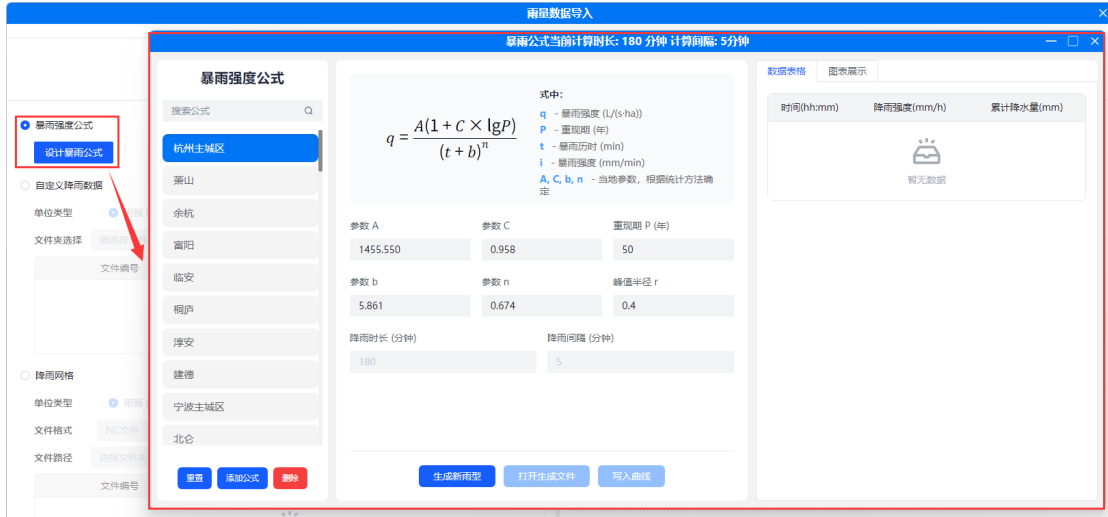 雨量数据导入
暴雨公式当前计算时长: 180 分钟 计算间隔: 5分钟
暴雨强度公式
设计暴雨公式
自定义降雨数据
单位类型
雨强
文件夹选择
文件编号
降雨网格
单位类型
雨强
文件格式 NC文件
文件路径
文件编号
暴雨强度公式
搜索公式
杭州主城区
萧山
余杭
富阳
临安
桐庐
淳安
建德
宁波主城区
北仑
重置 添加公式 删除
q = A(1 + C × lgP) / (t + b)^n
式中:
q - 暴雨强度 (L/(s·ha))
P - 重现期 (年)
t - 暴雨历时 (min)
i - 暴雨强度 (mm/min)
A, C, b, n - 当地参数，根据统计方法确
定
参数 A 参数 C 重现期 P (年)
1455.550 0.958 50
参数 b 参数 n 峰值半径 r
5.861 0.674 0.4
降雨时长 (分钟) 降雨间隔 (分钟)
180 5
生成新雨型 打开生成文件 写入曲线
数据表格 图表展示
时间(hh:mm) 降雨强度(mm/h) 累计降水量(mm)
暂无数据